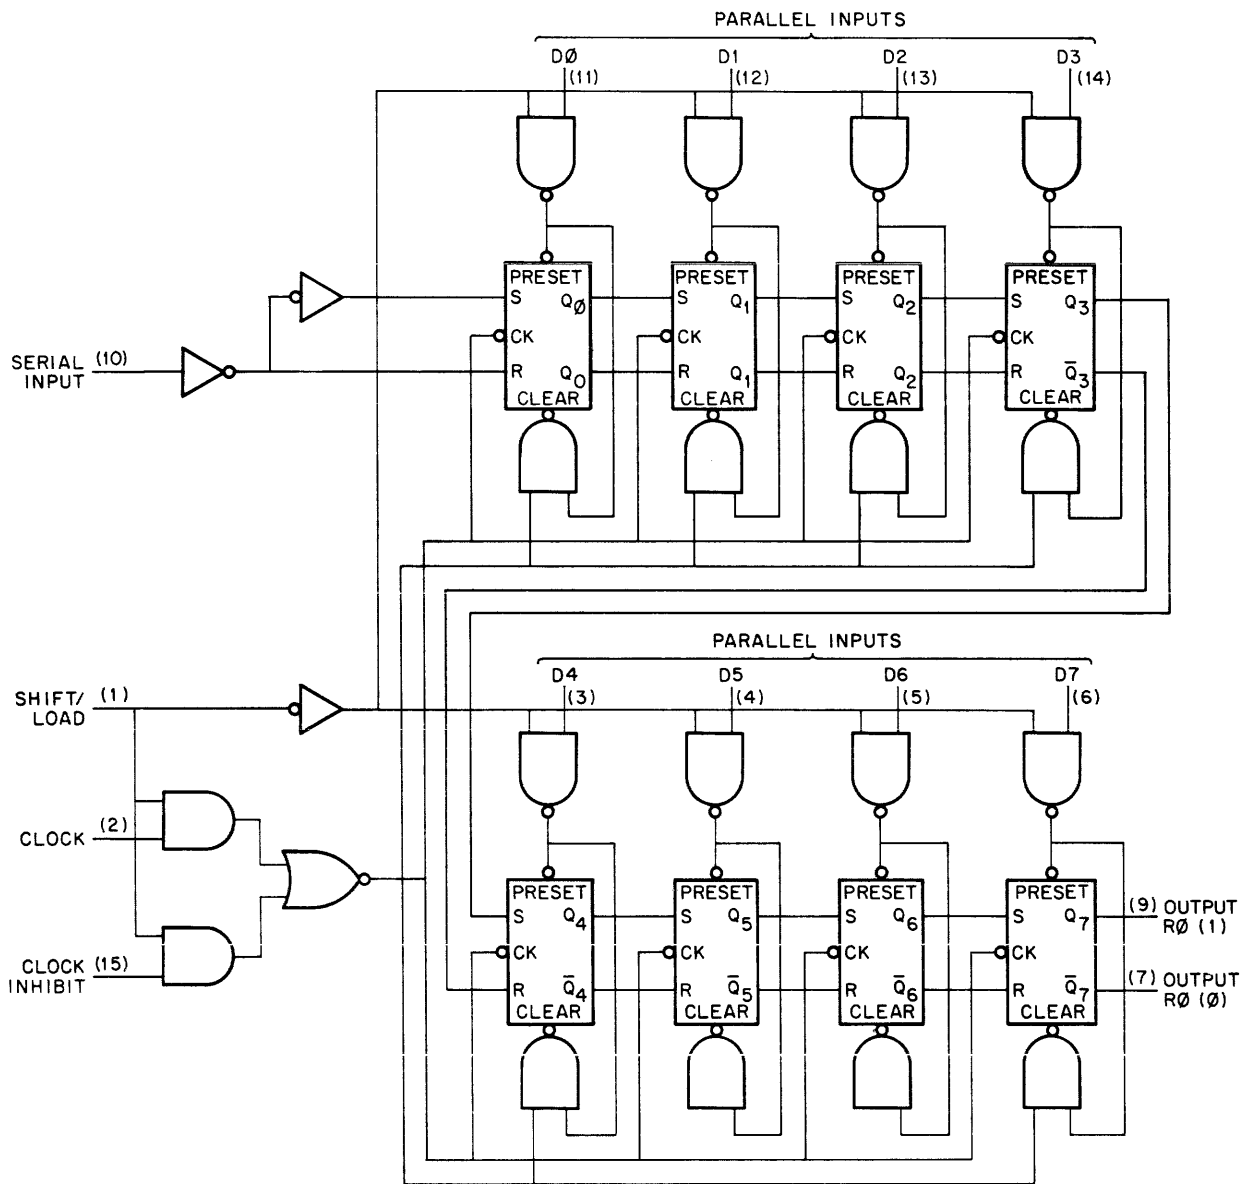 PARALLEL INPUTS
DØ D1 D2 D3
(11) (12) (13) (14)
PRESET PRESET PRESET PRESET
S QØ S Q1 S Q2 S Q3
CK CK CK CK
SERIAL INPUT (10)
R Q0 R Q1 R Q2 R Q̅3
CLEAR CLEAR CLEAR CLEAR
PARALLEL INPUTS
D4 D5 D6 D7
(3) (4) (5) (6)
SHIFT/ LOAD (1)
CLOCK (2)
PRESET PRESET PRESET PRESET
S Q4 S Q5 S Q6 S Q7
(9) OUTPUT
RØ (1)
CK CK CK CK
CLOCK INHIBIT (15)
R Q̅4 R Q̅5 R Q̅6 R Q̅7
(7) OUTPUT
RØ (Ø)
CLEAR CLEAR CLEAR CLEAR